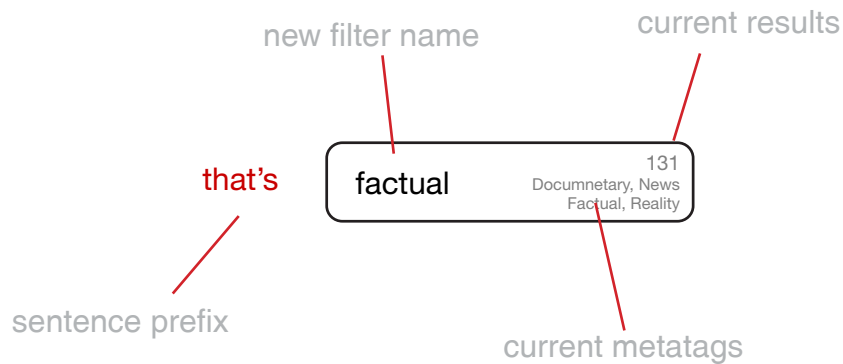 new filter name
current results
that's
factual
131
Documnetary, News
Factual, Reality
sentence prefix
current metatags